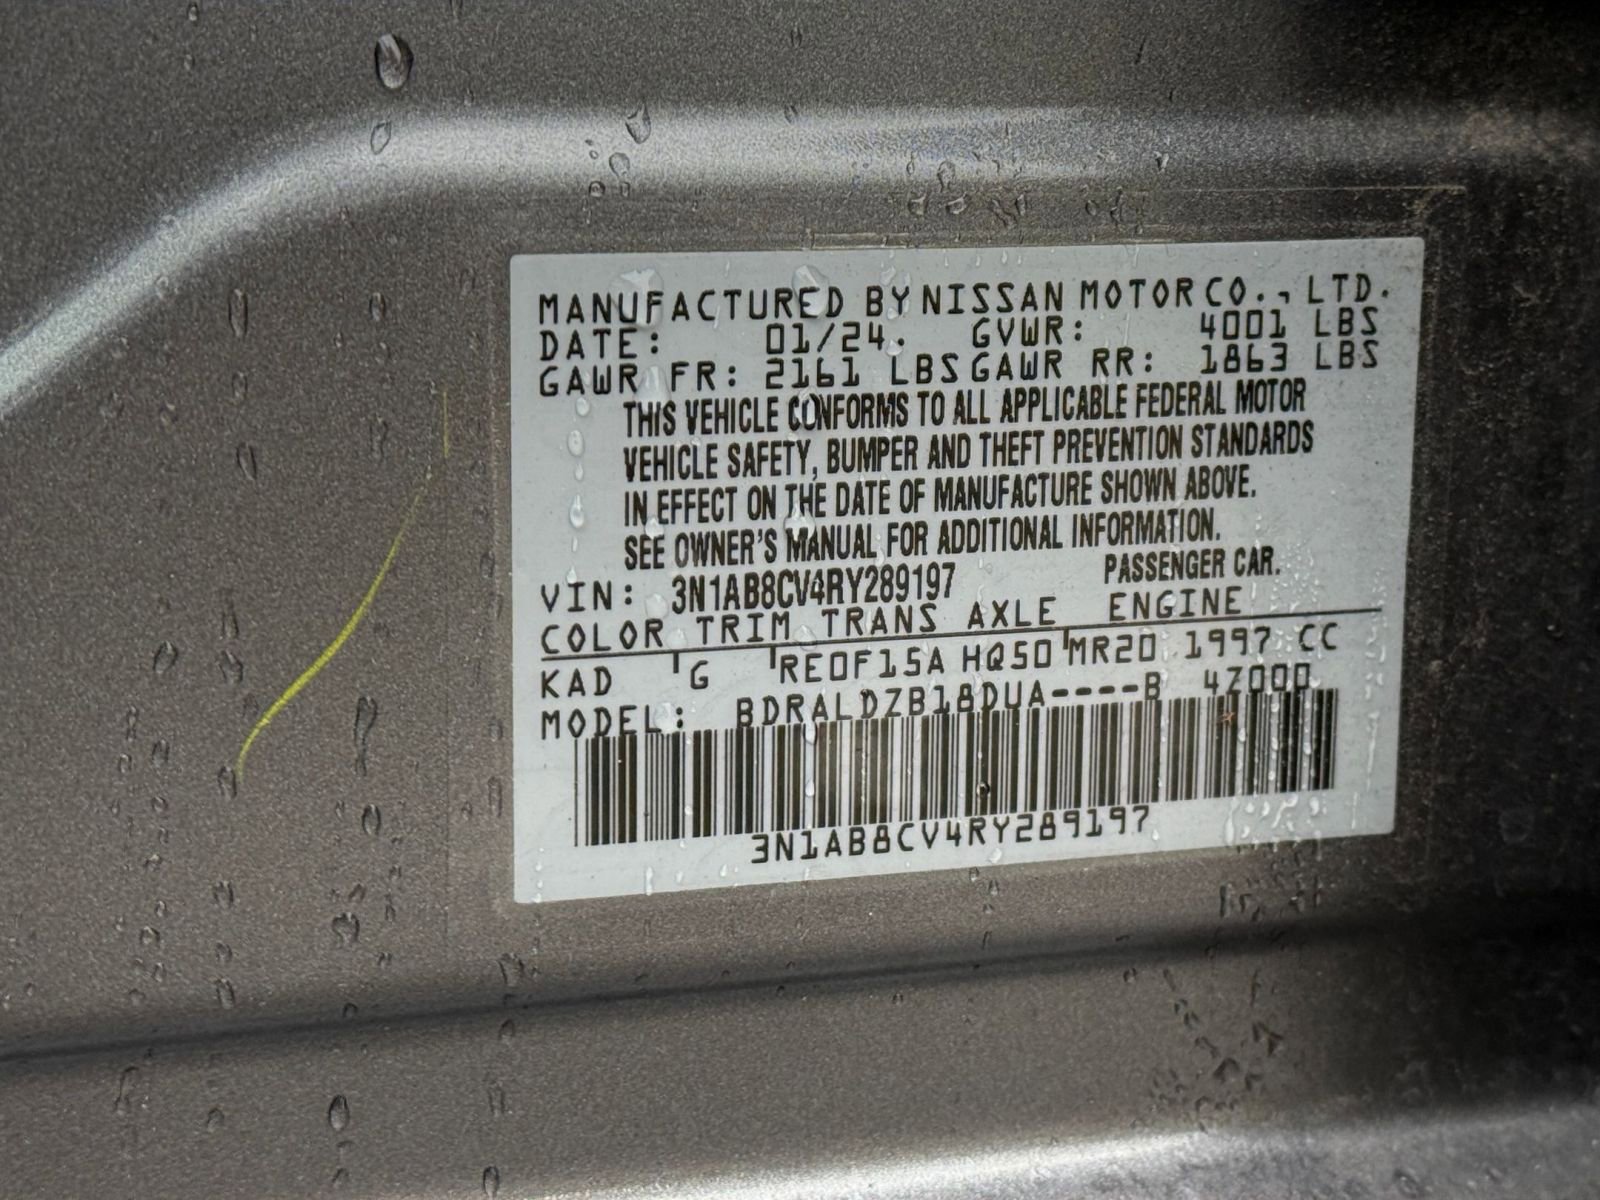 MANUFACTURED BY NISSAN MOTOR CO., LTD.
DATE: 01/24. GVWR: 4001 LBS
GAWR FR: 2161 LBS GAWR RR: 1863 LBS
THIS VEHICLE CONFORMS TO ALL APPLICABLE FEDERAL MOTOR
VEHICLE SAFETY, BUMPER AND THEFT PREVENTION STANDARDS
IN EFFECT ON THE DATE OF MANUFACTURE SHOWN ABOVE.
SEE OWNER'S MANUAL FOR ADDITIONAL INFORMATION.
VIN: 3N1AB8CV4RY289197 PASSENGER CAR.
COLOR TRIM TRANS AXLE ENGINE
KAD G RE0F15A HQ50 MR20 1997 CC
MODEL: BDRALDZB18DUA----B 4Z000
3N1AB8CV4RY289197